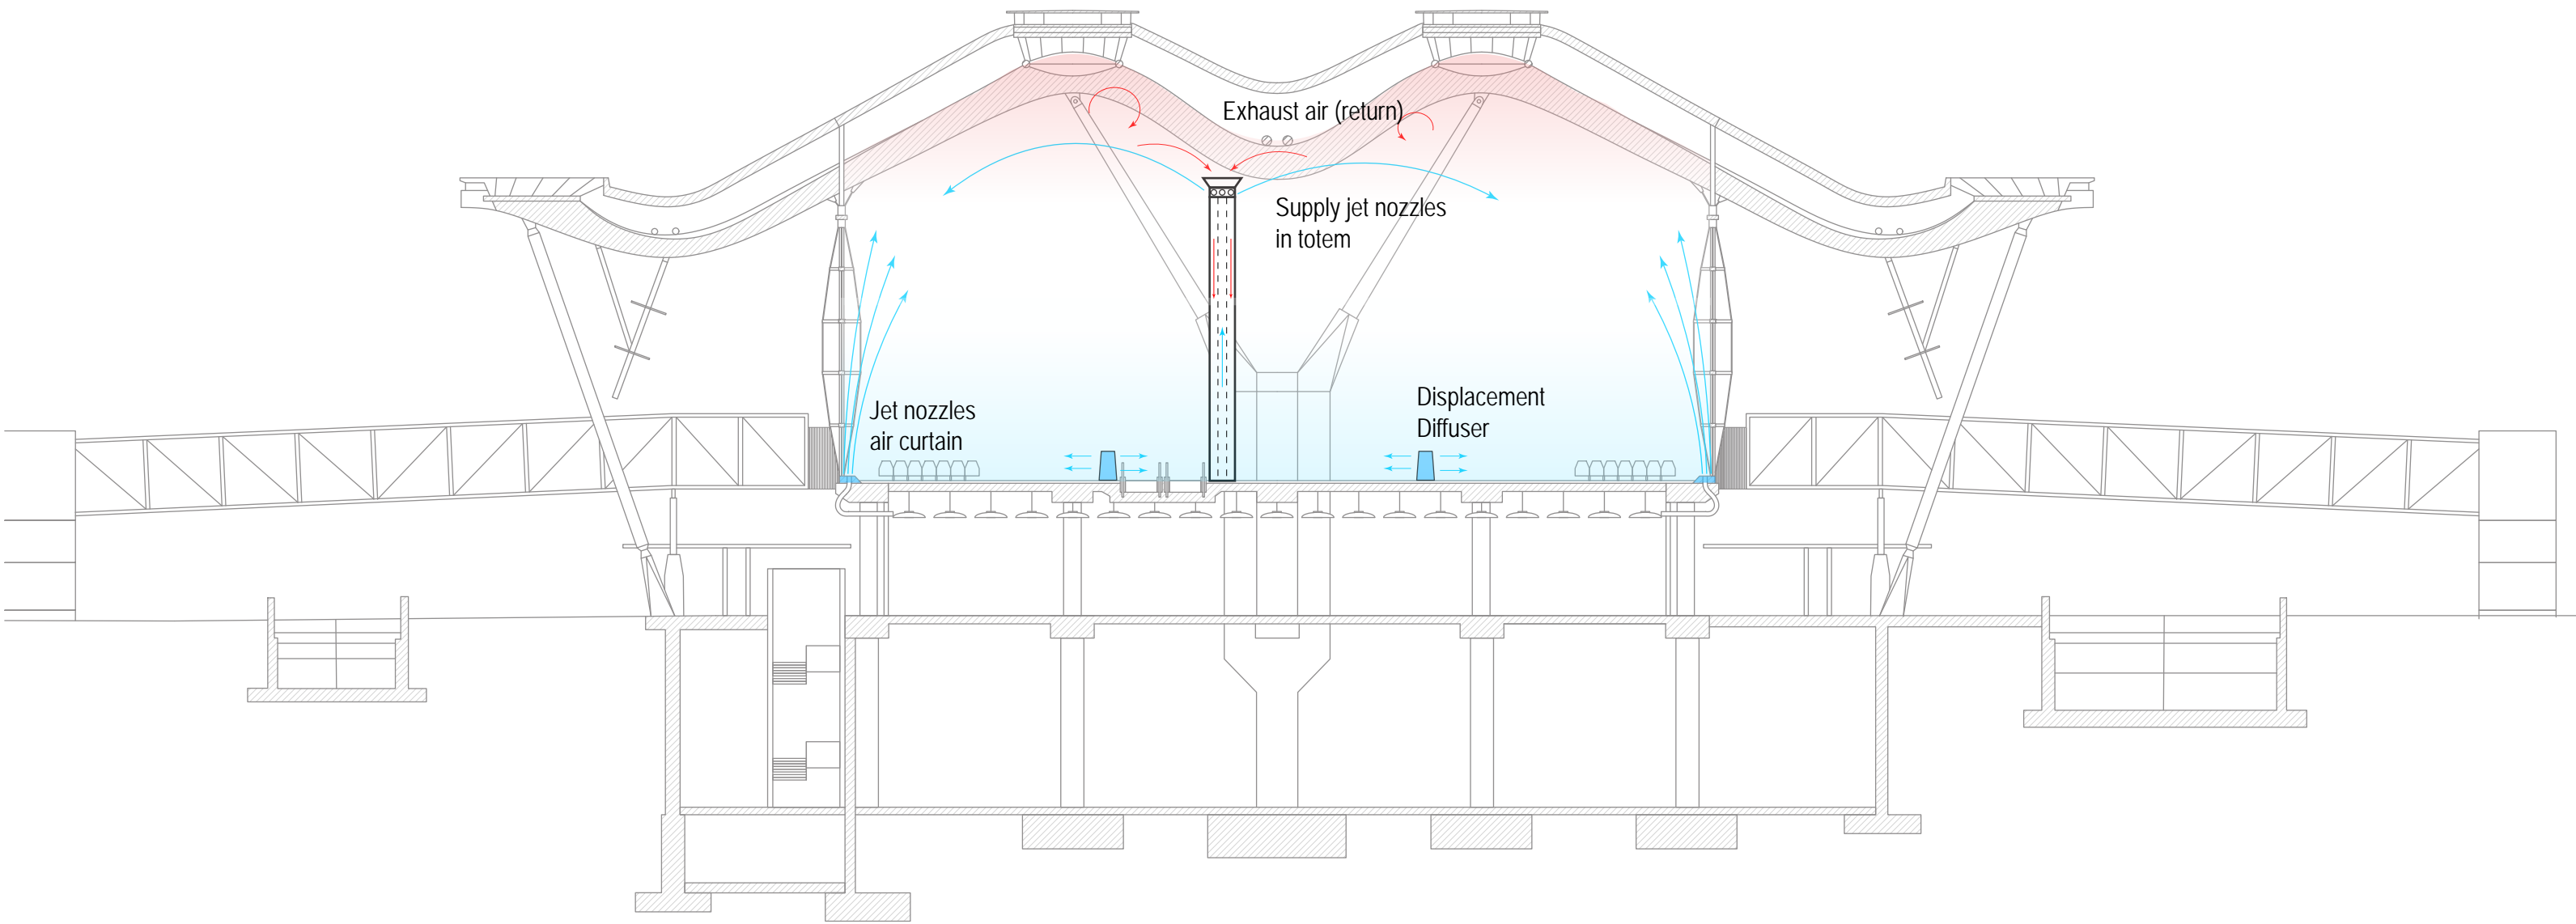 Exhaust air (return)
Supply jet nozzles
in totem
Jet nozzles
air curtain
Displacement
Diffuser